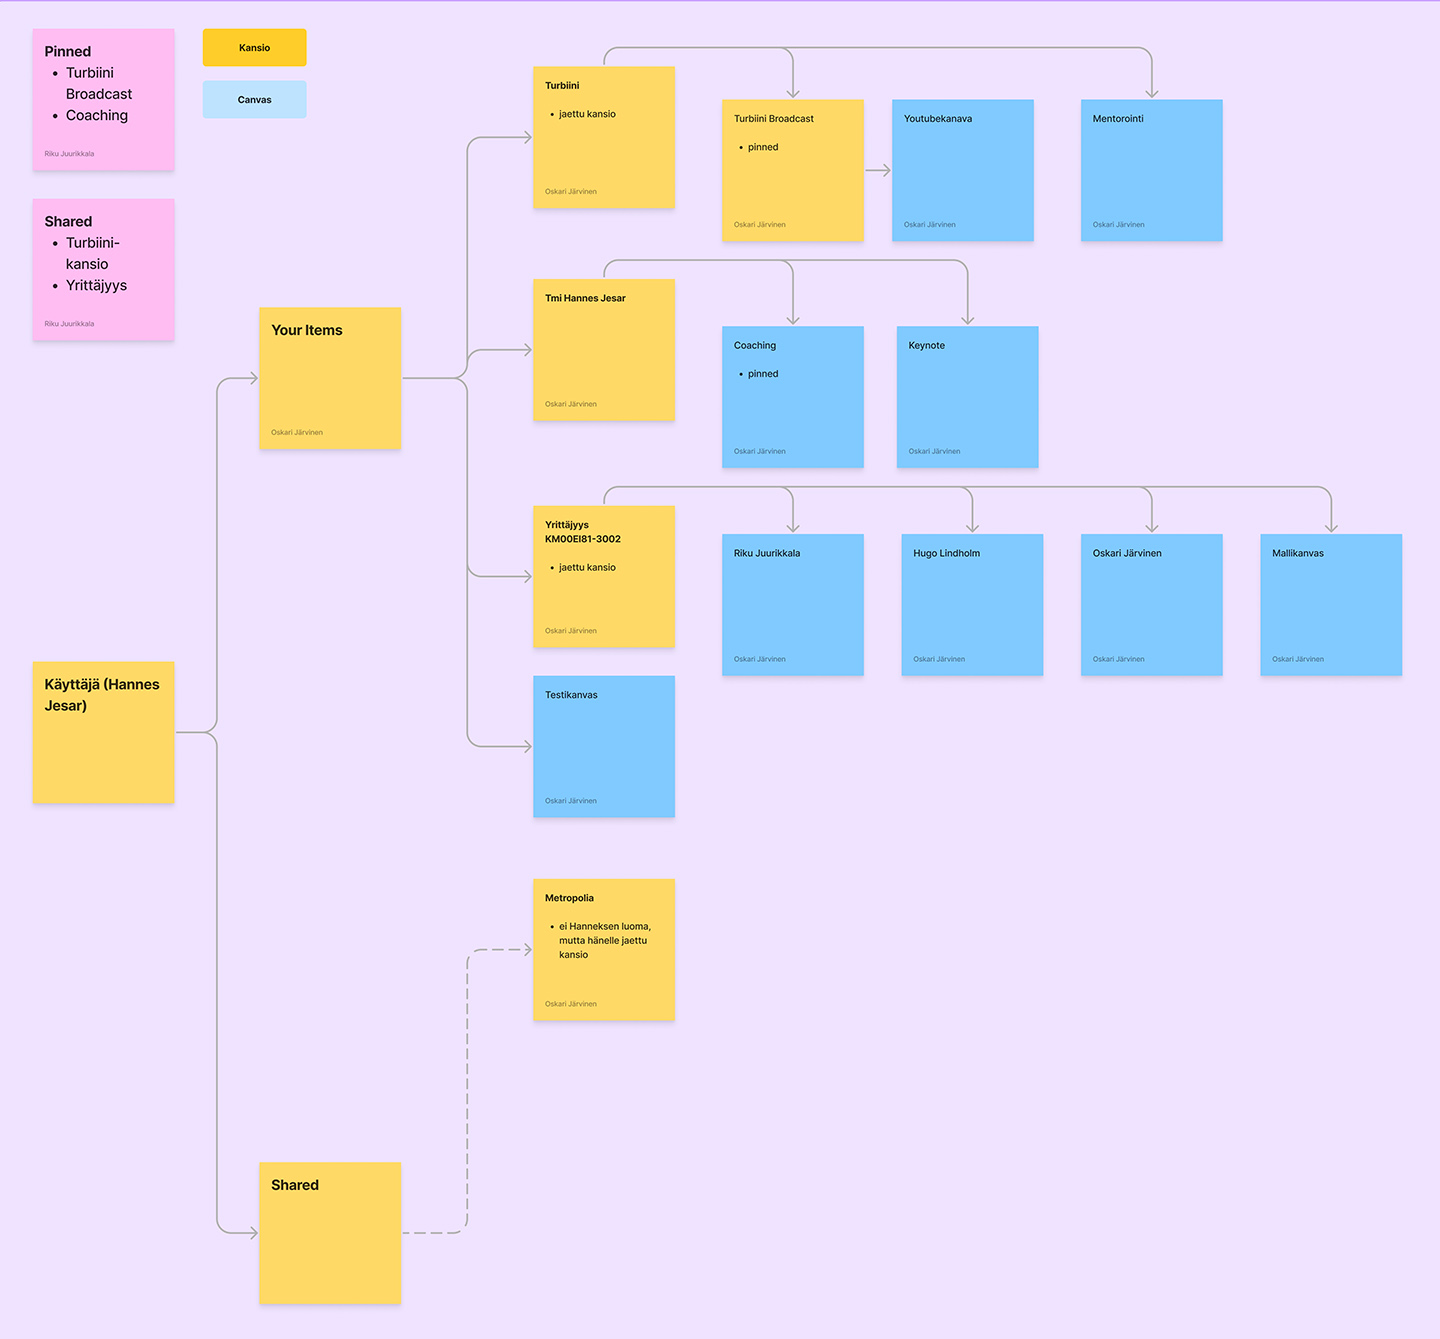 Pinned
• Turbiini
Broadcast
• Coaching
Riku Juurikkala
Kansio
Canvas
Shared
• Turbiini-
kansio
• Yrittäjyys
Riku Juurikkala
Turbiini
• jaettu kansio
Oskari Järvinen
Turbiini Broadcast
• pinned
Oskari Järvinen
Youtubekanava
Oskari Järvinen
Mentorointi
Oskari Järvinen
Your Items
Oskari Järvinen
Tmi Hannes Jesar
Oskari Järvinen
Coaching
• pinned
Oskari Järvinen
Keynote
Oskari Järvinen
Yrittäjyys
KM00EI81-3002
• jaettu kansio
Oskari Järvinen
Riku Juurikkala
Oskari Järvinen
Hugo Lindholm
Oskari Järvinen
Oskari Järvinen
Oskari Järvinen
Mallikanvas
Oskari Järvinen
Käyttäjä (Hannes
Jesar)
Testikanvas
Oskari Järvinen
Metropolia
• ei Hanneksen luoma,
mutta hänelle jaettu
kansio
Oskari Järvinen
Shared